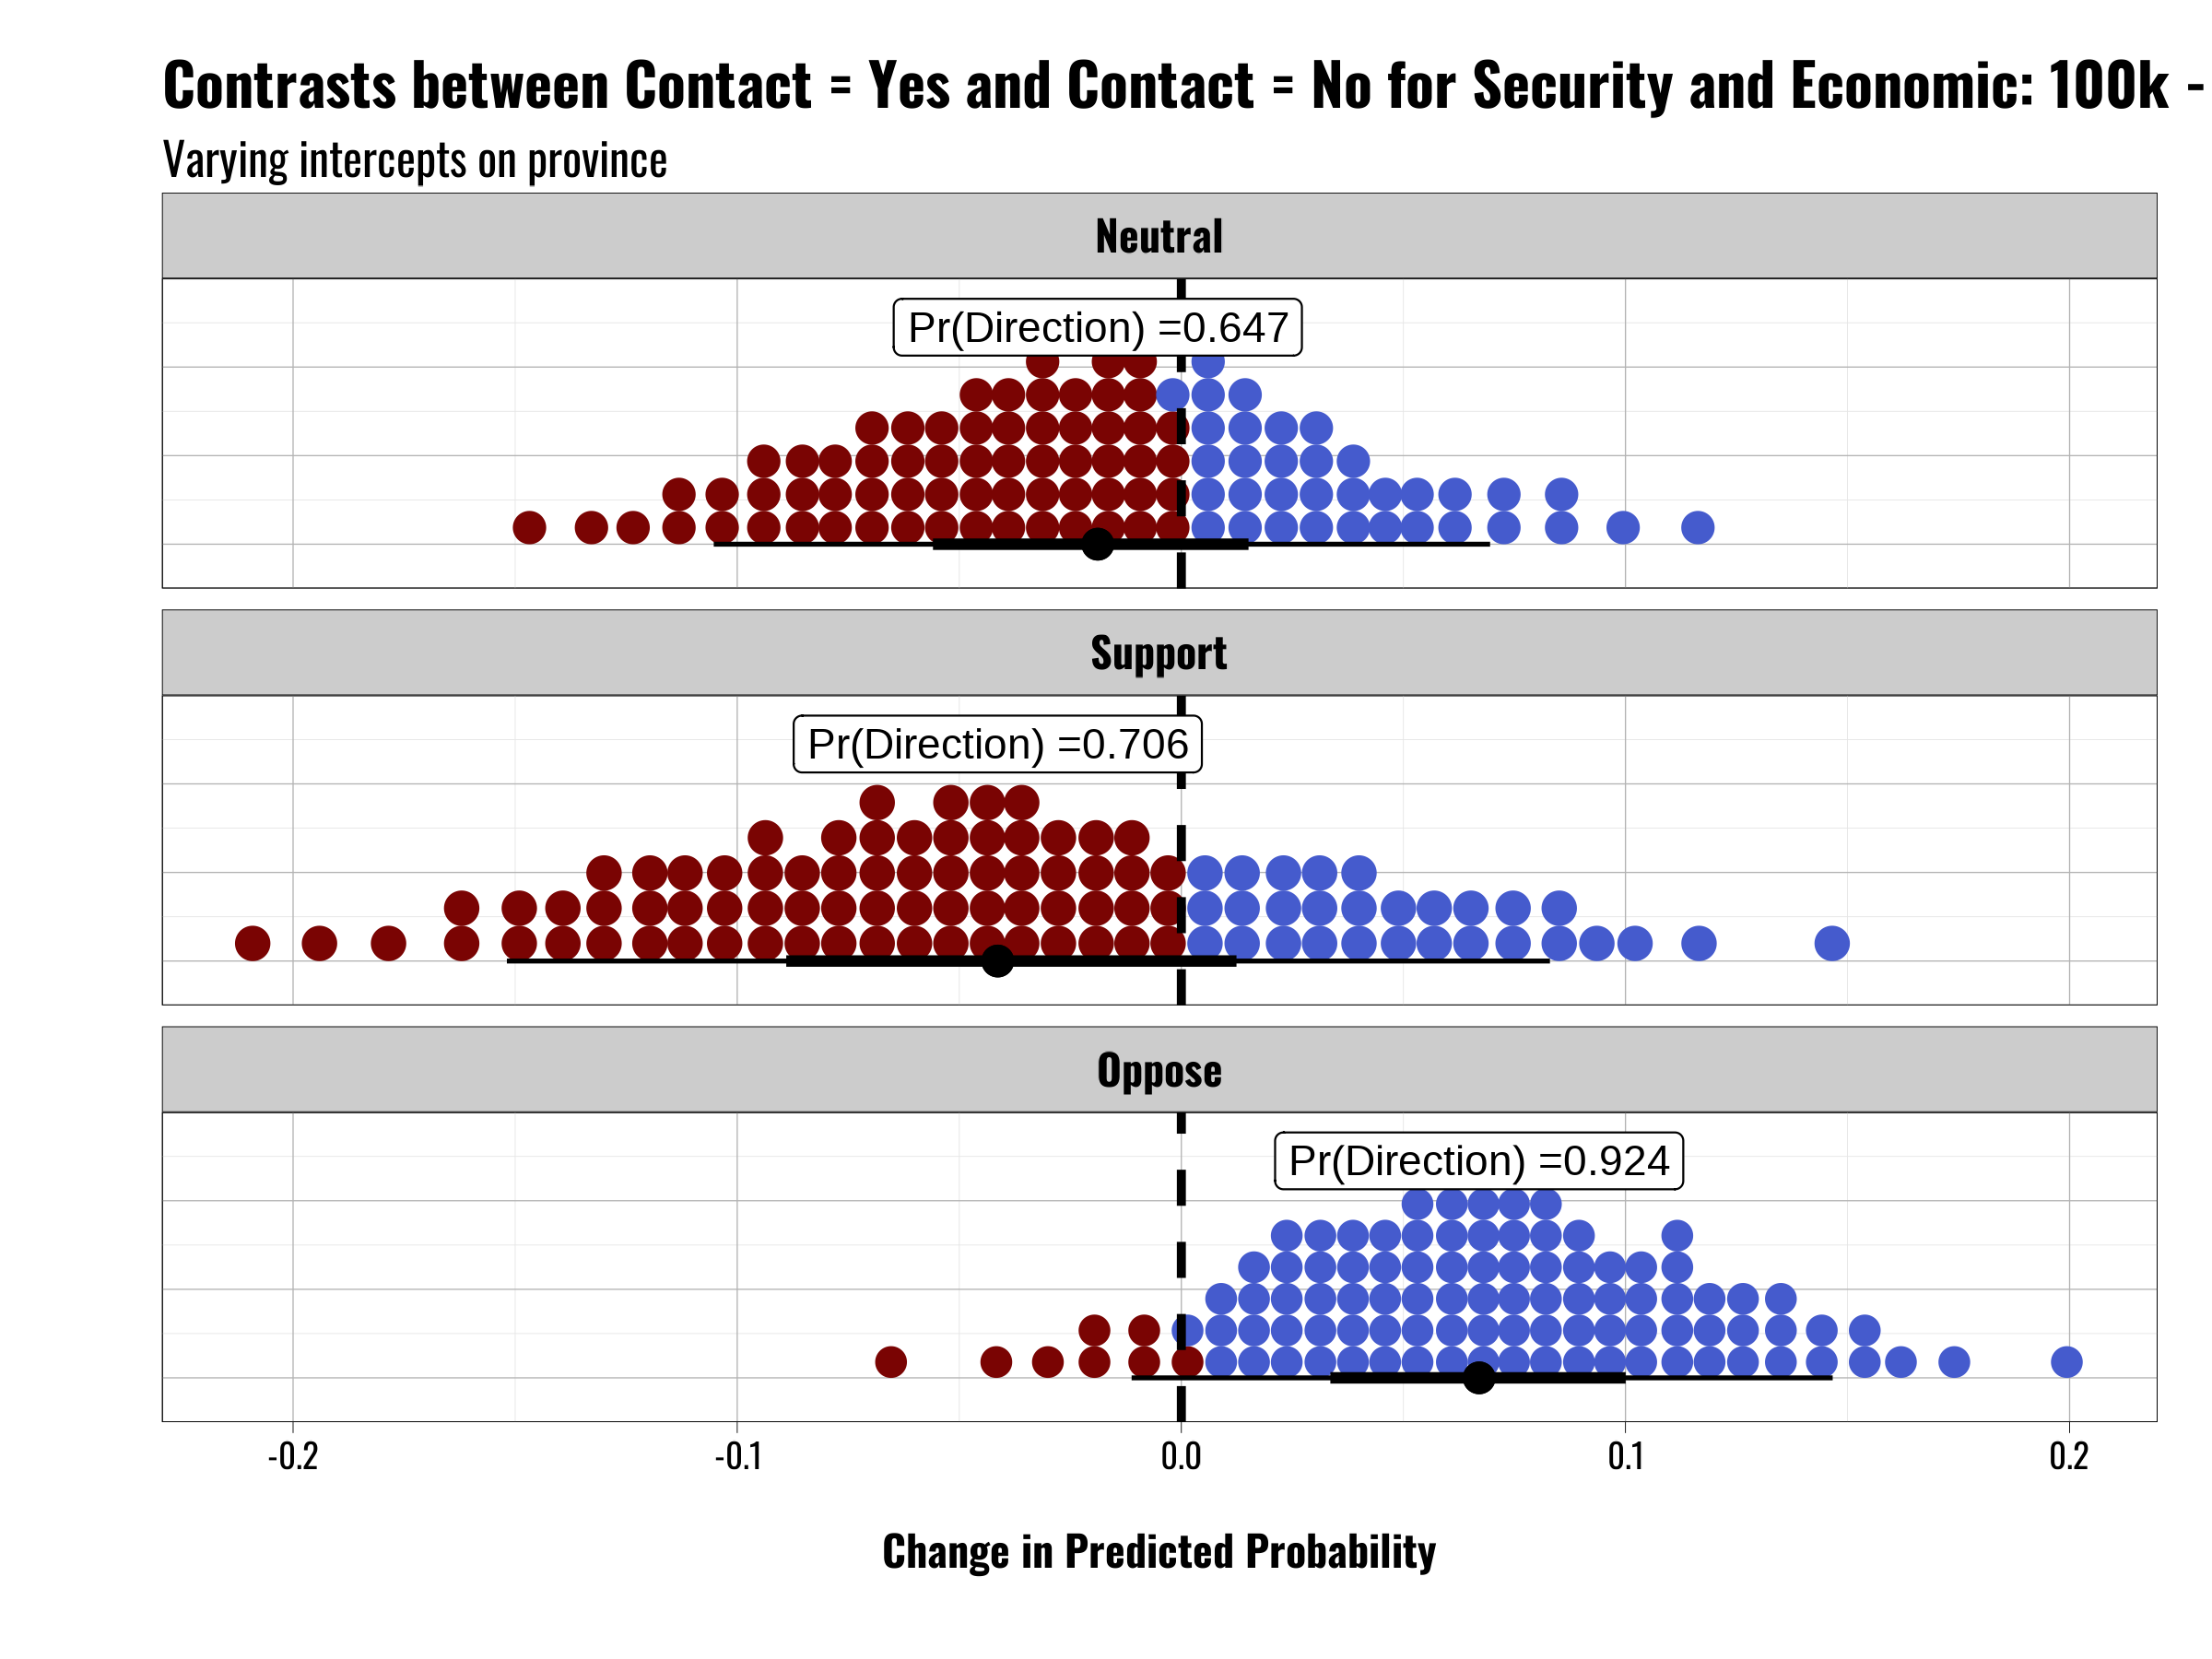 Contrasts between Contact = Yes and Contact = No for Security and Economic: 100k -
Varying intercepts on province
Neutral
Pr(Direction) =0.647
Support
Pr(Direction) =0.706
Oppose
Pr(Direction) =0.924
-0.2 -0.1 0.0 0.1 0.2
Change in Predicted Probability